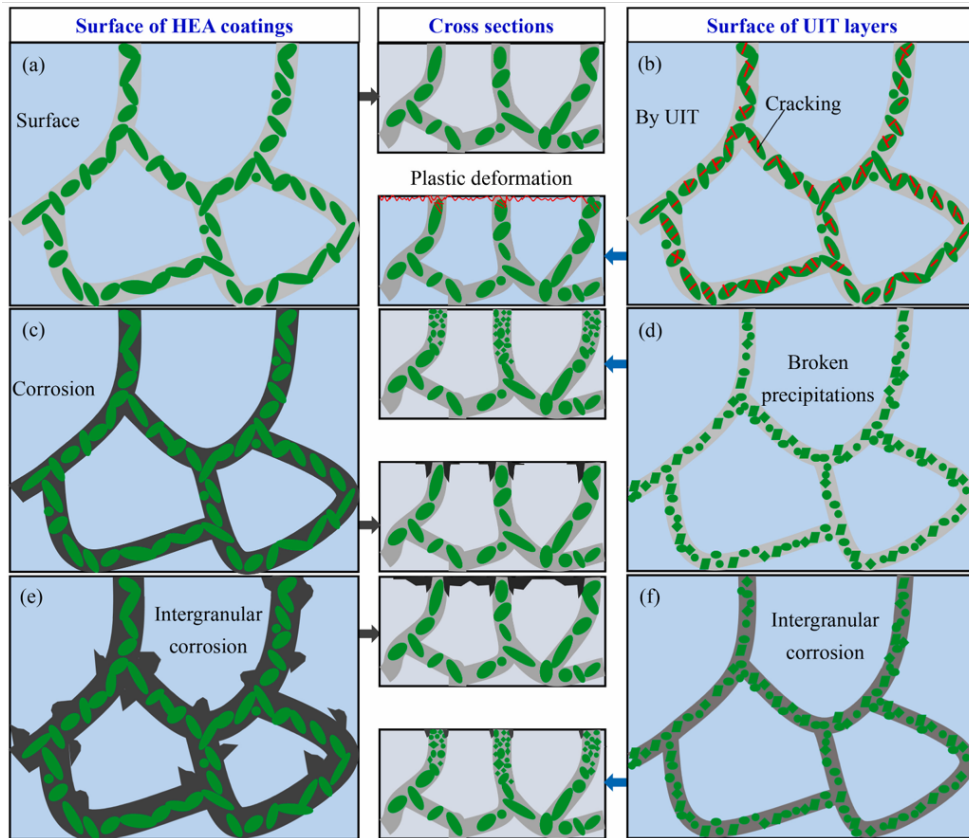 Surface of HEA coatings
Cross sections
Surface of UIT layers
(a)
Surface
(b)
By UIT
Cracking
Plastic deformation
(c)
Corrosion
(d)
Broken
precipitations
(e)
Intergranular
corrosion
(f)
Intergranular
corrosion